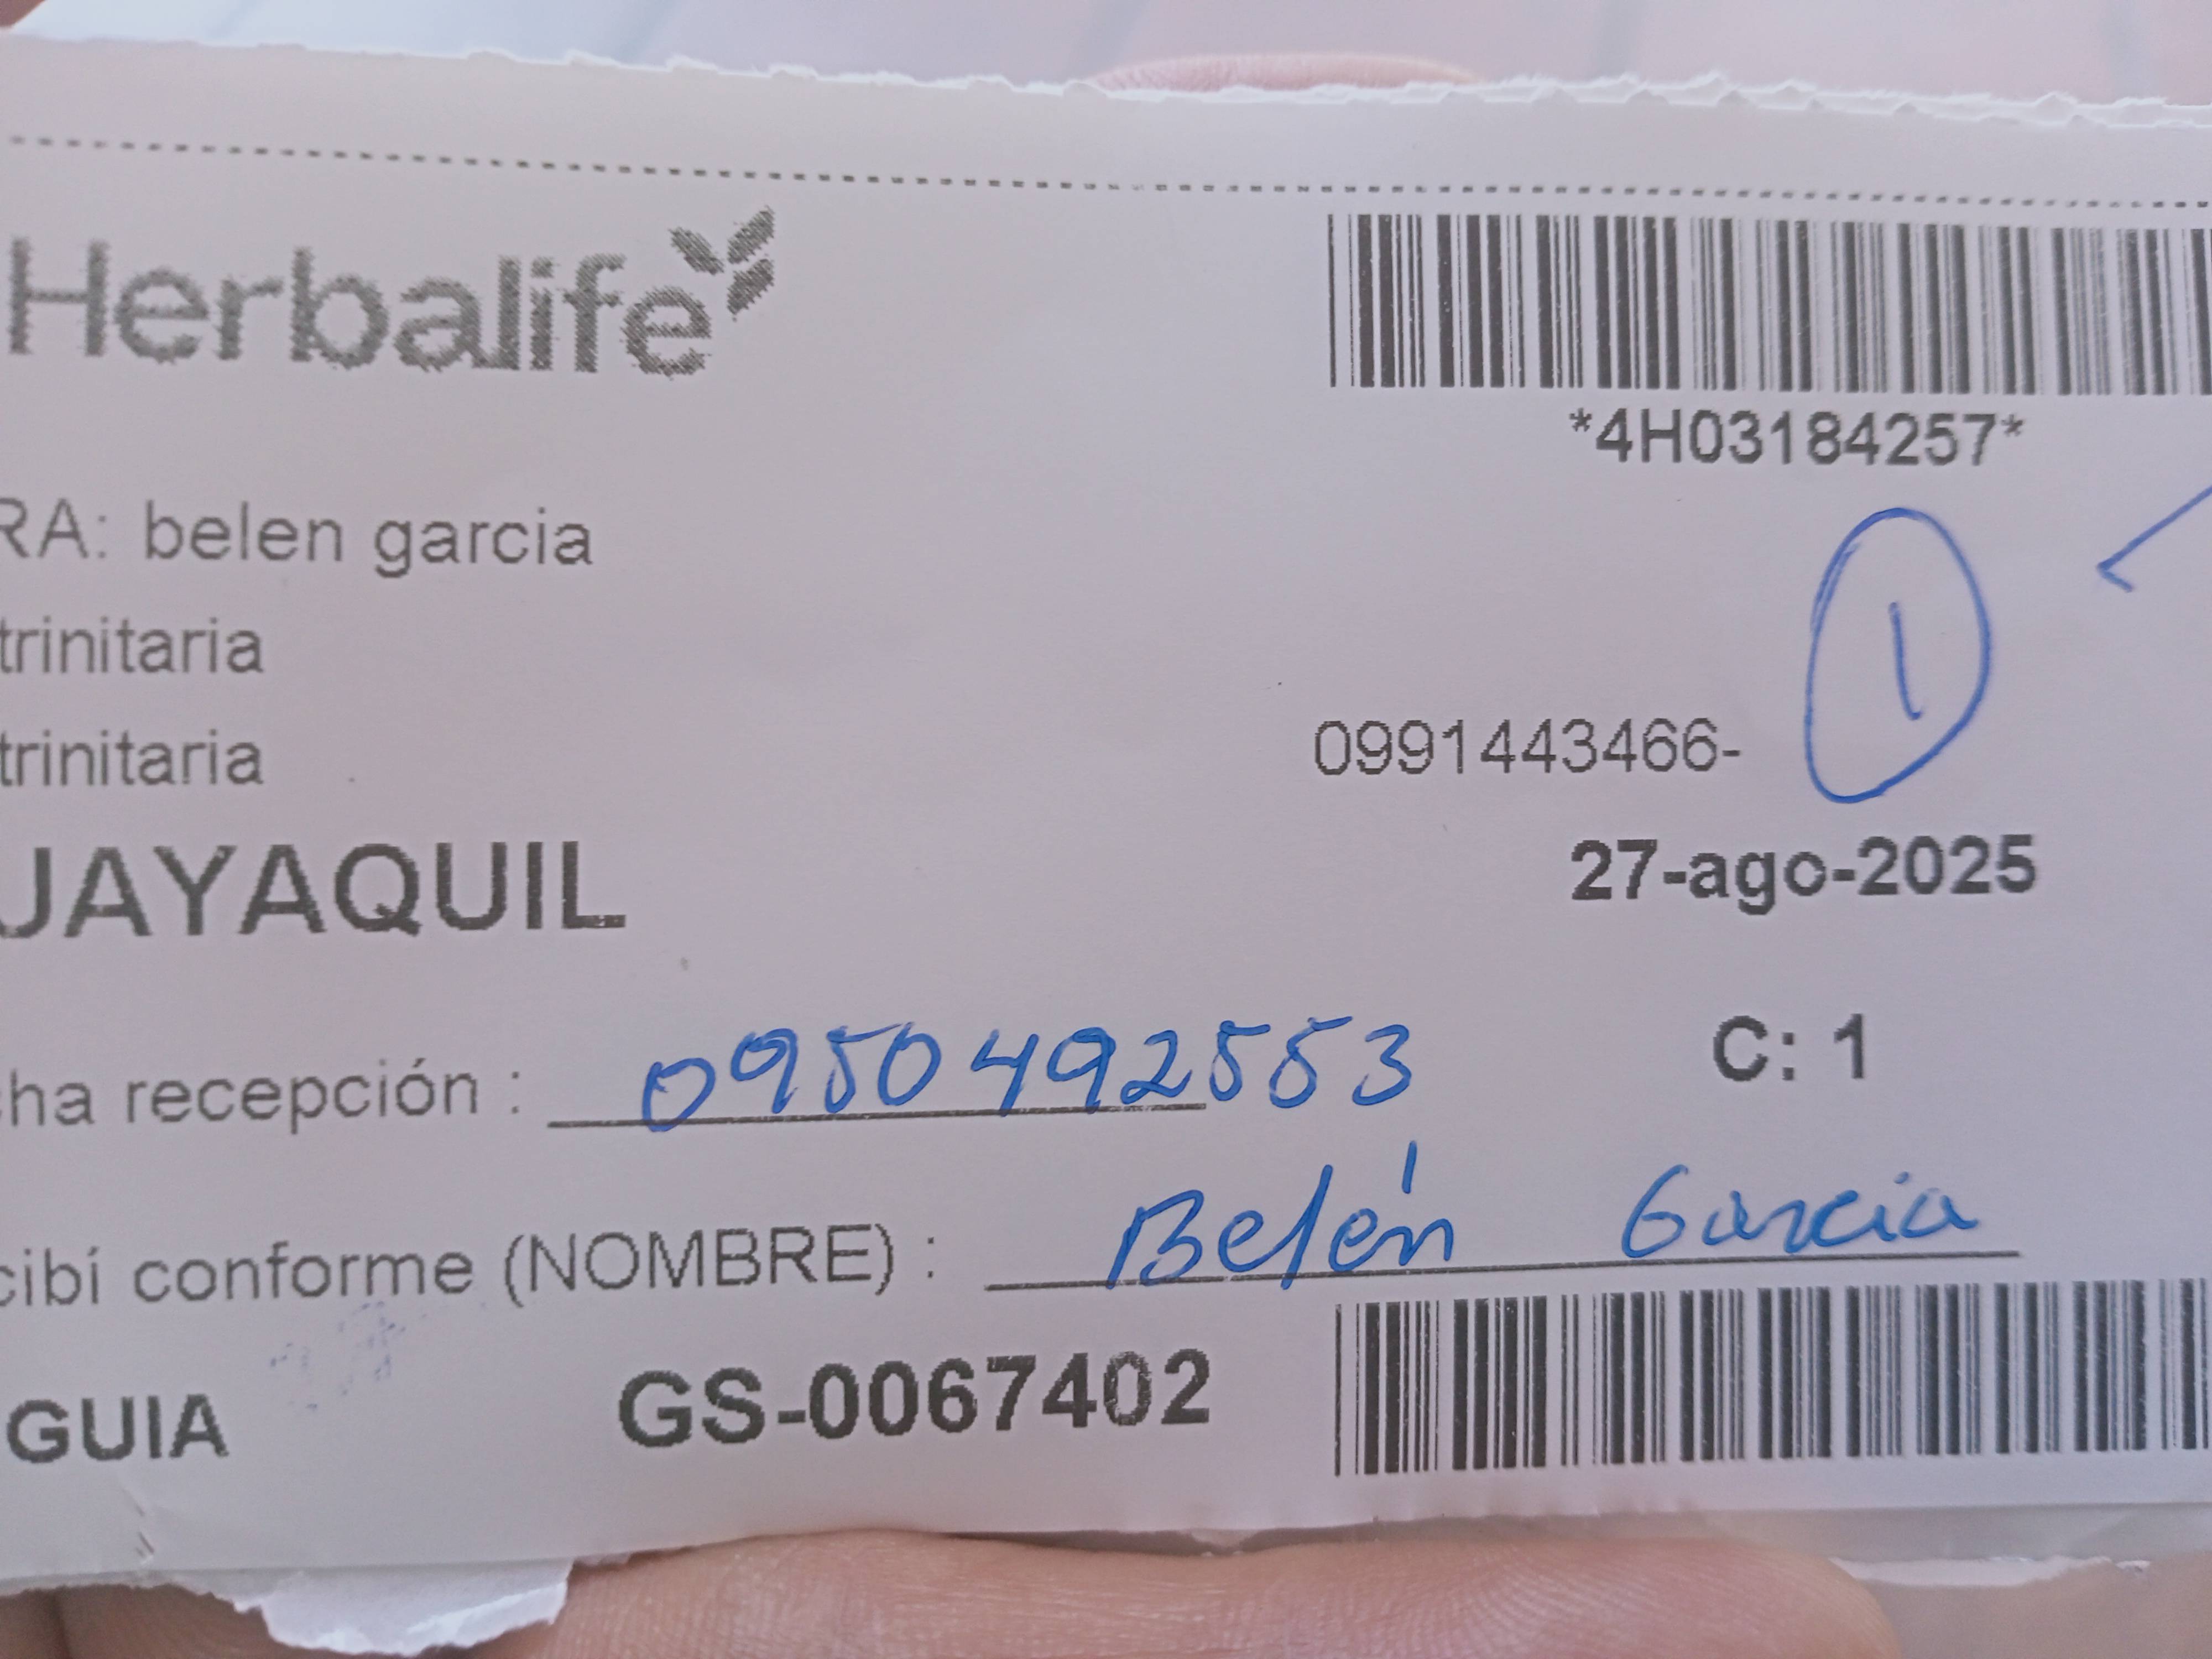 Herbalife
*4H03184257*
RA: belen garcia
1
trinitaria
trinitaria
0991443466-
JAYAQUIL
27-ago-2025
cha recepción : 0950492553
C: 1
cibí conforme (NOMBRE) : Belén Garcia
GUIA GS-0067402